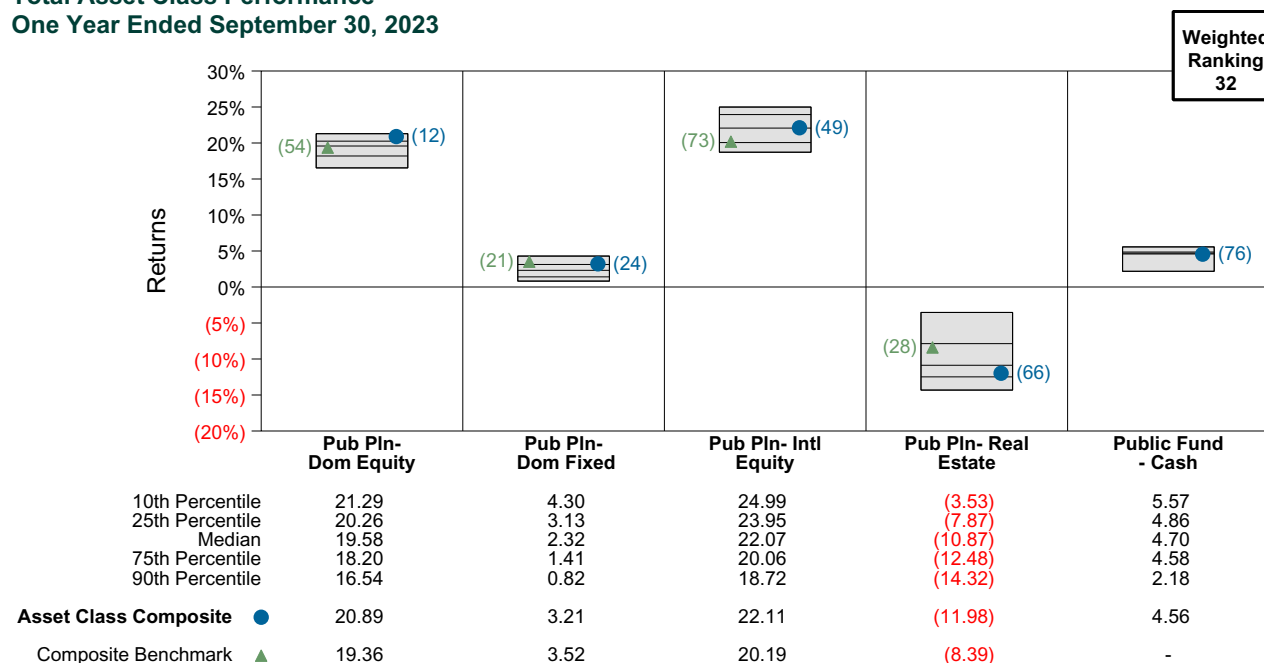 One Year Ended September 30, 2023
Weighted
Ranking
32
Returns
30%
25%
20%
15%
10%
5%
0%
(5%)
(10%)
(15%)
(20%)
(54) (12)
(21) (24)
(73) (49)
(28) (66)
(76)
Pub Pln- Dom Equity
Pub Pln- Dom Fixed
Pub Pln- Intl Equity
Pub Pln- Real Estate
Public Fund - Cash
10th Percentile 21.29 4.30 24.99 (3.53) 5.57
25th Percentile 20.26 3.13 23.95 (7.87) 4.86
Median 19.58 2.32 22.07 (10.87) 4.70
75th Percentile 18.20 1.41 20.06 (12.48) 4.58
90th Percentile 16.54 0.82 18.72 (14.32) 2.18
Asset Class Composite 20.89 3.21 22.11 (11.98) 4.56
Composite Benchmark 19.36 3.52 20.19 (8.39) -